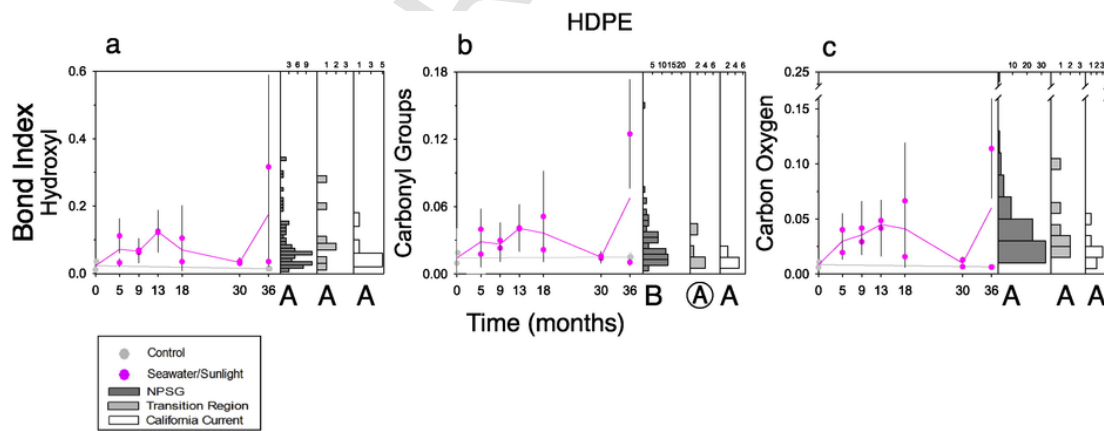 HDPE
a
3 6 9
1 2 3
1 3 5
Bond Index
Hydroxyl
0.6
0.4
0.2
0.0
0 5 9 13 18 30 36
A A A
b
5 10 15 20
2 4 6
2 4 6
Carbonyl Groups
0.18
0.12
0.06
0.00
0 5 9 13 18 30 36
B A A
c
10 20 30
1 2 3
1 2 3
Carbon Oxygen
0.25
0.15
0.10
0.05
0.00
0 5 9 13 18 30 36
A A A
Time (months)
Control
Seawater/Sunlight
NPSG
Transition Region
California Current